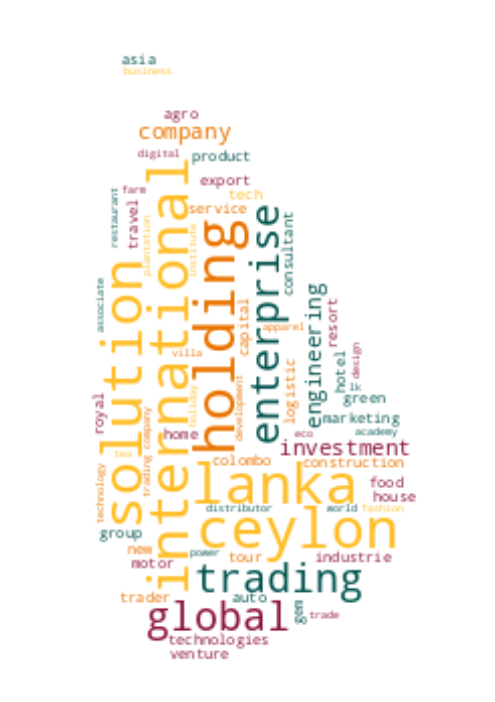 asia
business
agro
company
digital
product
farm
export
tech
restaurant
travel
plantation
international
institute
service
holding
enterprise
consultant
associate
solution
villa
capital
apparel
engineering
resort
logistic
hotel
design
lk
green
royal
trading company
holiday
home
development
eco
marketing
academy
investment
tea
colombo
construction
technology
lanka
food
house
distributor
world
fashion
ceylon
group
new
power
motor
tour
industrie
trading
trader
auto
global
gem
trade
technologies
venture